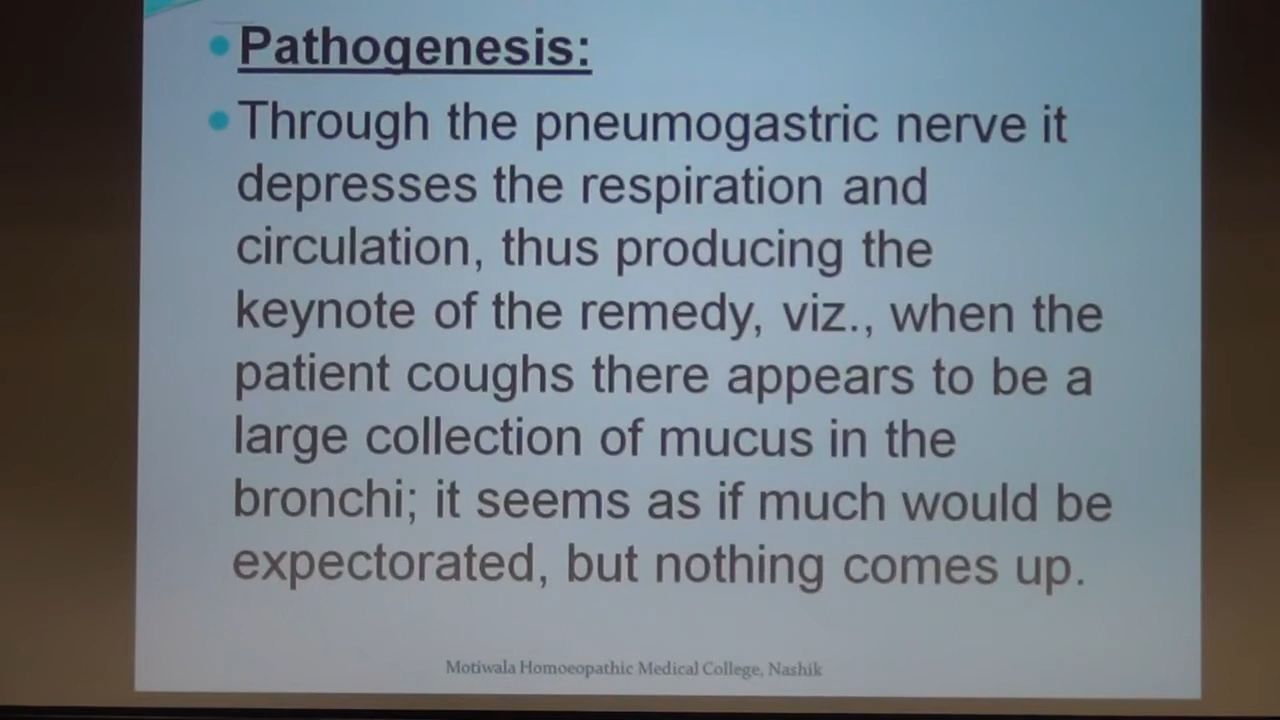 Pathogenesis:
Through the pneumogastric nerve it
depresses the respiration and
circulation, thus producing the
keynote of the remedy, viz., when the
patient coughs there appears to be a
large collection of mucus in the
bronchi; it seems as if much would be
expectorated, but nothing comes up.
Motiwala Homoeopathic Medical College, Nashik